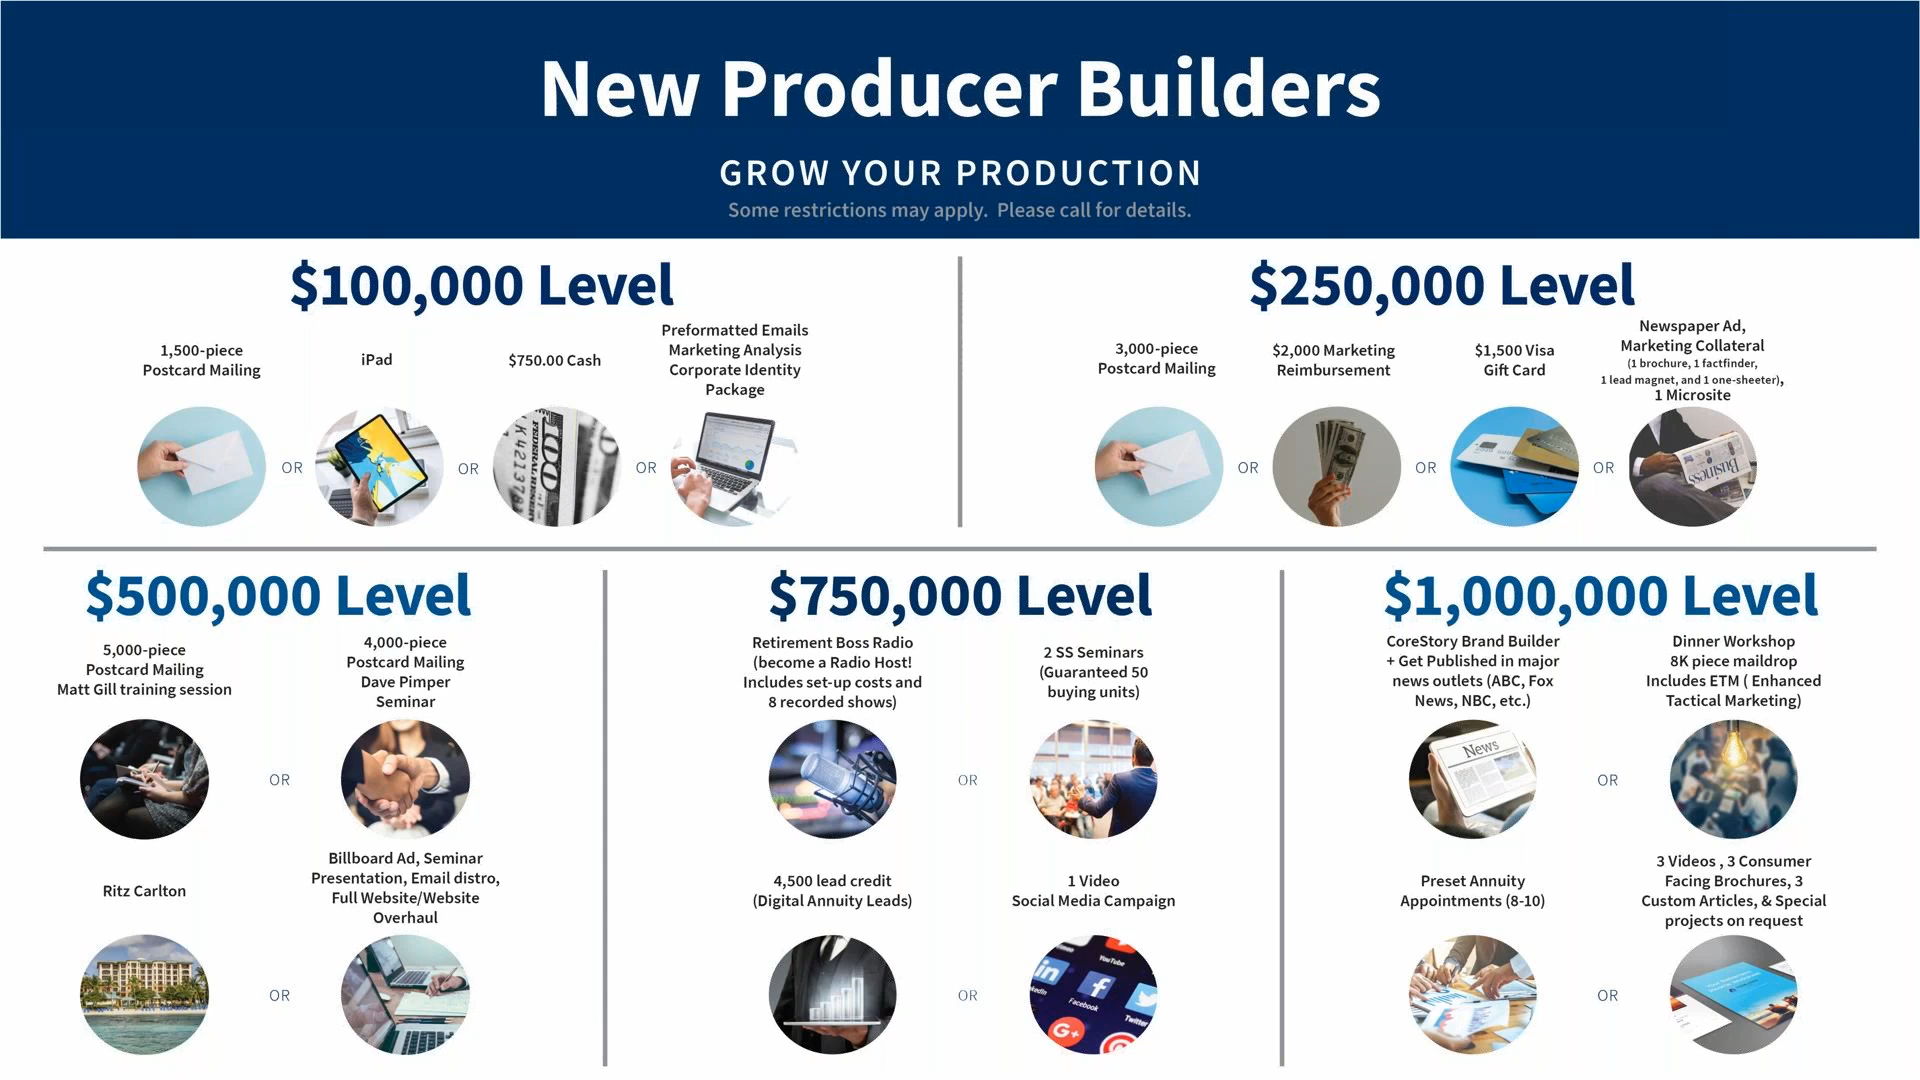 New Producer Builders
GROW YOUR PRODUCTION
Some restrictions may apply.  Please call for details.
$100,000 Level
1,500-piece
Postcard Mailing
OR
iPad
OR
$750.00 Cash
OR
Preformatted Emails
Marketing Analysis
Corporate Identity
Package
$250,000 Level
3,000-piece
Postcard Mailing
OR
$2,000 Marketing
Reimbursement
OR
$1,500 Visa
Gift Card
OR
Newspaper Ad,
Marketing Collateral
(1 brochure, 1 factfinder,
1 lead magnet, and 1 one-sheeter),
1 Microsite
Business
$500,000 Level
5,000-piece
Postcard Mailing
Matt Gill training session
OR
4,000-piece
Postcard Mailing
Dave Pimper
Seminar
Ritz Carlton
OR
Billboard Ad, Seminar
Presentation, Email distro,
Full Website/Website
Overhaul
$750,000 Level
Retirement Boss Radio
(become a Radio Host!
Includes set-up costs and
8 recorded shows)
OR
2 SS Seminars
(Guaranteed 50
buying units)
4,500 lead credit
(Digital Annuity Leads)
OR
1 Video
Social Media Campaign
YouTube
in
Facebook
Twitter
G+
$1,000,000 Level
CoreStory Brand Builder
+ Get Published in major
news outlets (ABC, Fox
News, NBC, etc.)
News
OR
Dinner Workshop
8K piece maildrop
Includes ETM ( Enhanced
Tactical Marketing)
Preset Annuity
Appointments (8-10)
OR
3 Videos , 3 Consumer
Facing Brochures, 3
Custom Articles, & Special
projects on request